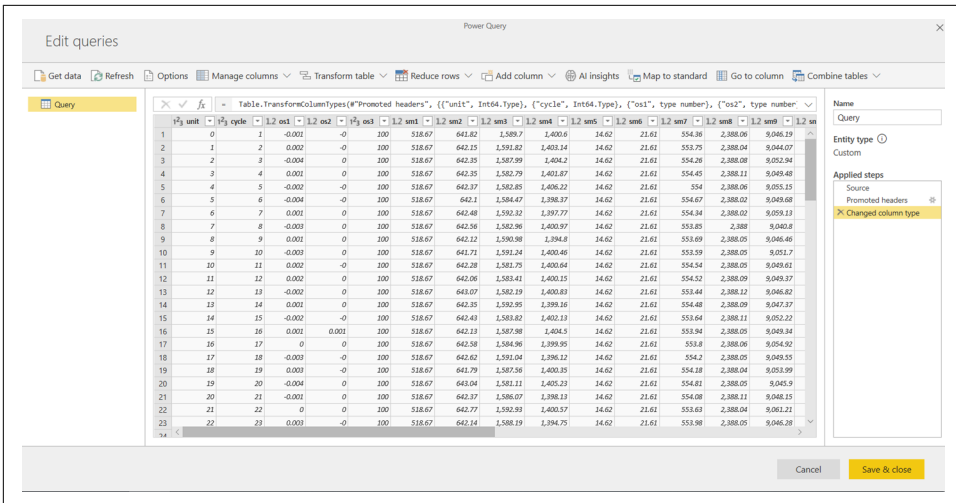 Power Query
Edit queries
Get data Refresh Options Manage columns Transform table Reduce rows Add column AI insights Map to standard Go to column Combine tables
Query
fx = Table.TransformColumnTypes(#"Promoted headers", {{"unit", Int64.Type}, {"cycle", Int64.Type}, {"os1", type number}, {"os2", type number
1²3 unit 1²3 cycle 1.2 os1 1.2 os2 1²3 os3 1.2 sm1 1.2 sm2 1.2 sm3 1.2 sm4 1.2 sm5 1.2 sm6 1.2 sm7 1.2 sm8 1.2 sm9 1.2 sm
1 0 1 -0.001 -0 100 518.67 641.82 1,589.7 1,400.6 14.62 21.61 554.36 2,388.06 9,046.19
2 1 2 0.002 -0 100 518.67 642.15 1,591.82 1,403.14 14.62 21.61 553.75 2,388.04 9,044.07
3 2 3 -0.004 0 100 518.67 642.35 1,587.99 1,404.2 14.62 21.61 554.26 2,388.08 9,052.94
4 3 4 0.001 0 100 518.67 642.35 1,582.79 1,401.87 14.62 21.61 554.45 2,388.11 9,049.48
5 4 5 -0.002 -0 100 518.67 642.37 1,582.85 1,406.22 14.62 21.61 554 2,388.06 9,055.15
6 5 6 -0.004 -0 100 518.67 642.1 1,584.47 1,398.37 14.62 21.61 554.67 2,388.02 9,049.68
7 6 7 0.001 0 100 518.67 642.48 1,592.32 1,397.77 14.62 21.61 554.34 2,388.02 9,059.13
8 7 8 -0.003 0 100 518.67 642.56 1,582.96 1,400.97 14.62 21.61 553.85 2,388 9,040.8
9 8 9 0.001 0 100 518.67 642.12 1,590.98 1,394.8 14.62 21.61 553.69 2,388.05 9,046.46
10 9 10 -0.003 0 100 518.67 641.71 1,591.24 1,400.46 14.62 21.61 553.59 2,388.05 9,051.7
11 10 11 0.002 -0 100 518.67 642.28 1,581.75 1,400.64 14.62 21.61 554.54 2,388.05 9,049.61
12 11 12 0.002 0 100 518.67 642.06 1,583.41 1,400.15 14.62 21.61 554.52 2,388.09 9,049.37
13 12 13 -0.002 0 100 518.67 643.07 1,582.19 1,400.83 14.62 21.61 553.44 2,388.12 9,046.82
14 13 14 0.001 0 100 518.67 642.35 1,592.95 1,399.16 14.62 21.61 554.48 2,388.09 9,047.37
15 14 15 -0.002 -0 100 518.67 642.43 1,583.82 1,402.13 14.62 21.61 553.64 2,388.11 9,052.22
16 15 16 0.001 0.001 100 518.67 642.13 1,587.98 1,404.5 14.62 21.61 553.94 2,388.05 9,049.34
17 16 17 0 0 100 518.67 642.58 1,584.96 1,399.95 14.62 21.61 553.8 2,388.06 9,054.92
18 17 18 -0.003 -0 100 518.67 642.62 1,591.04 1,396.12 14.62 21.61 554.2 2,388.05 9,049.55
19 18 19 0.003 -0 100 518.67 641.79 1,587.56 1,400.35 14.62 21.61 554.18 2,388.04 9,053.99
20 19 20 -0.004 0 100 518.67 643.04 1,581.11 1,405.23 14.62 21.61 554.81 2,388.05 9,045.9
21 20 21 -0.001 0 100 518.67 642.37 1,586.07 1,398.13 14.62 21.61 554.08 2,388.11 9,048.15
22 21 22 0 0 100 518.67 642.77 1,592.93 1,400.57 14.62 21.61 553.63 2,388.04 9,061.21
23 22 23 0.003 -0 100 518.67 642.14 1,588.19 1,394.75 14.62 21.61 553.98 2,388.05 9,046.28
24
Name
Query
Entity type
Custom
Applied steps
Source
Promoted headers
Changed column type
Cancel Save & close